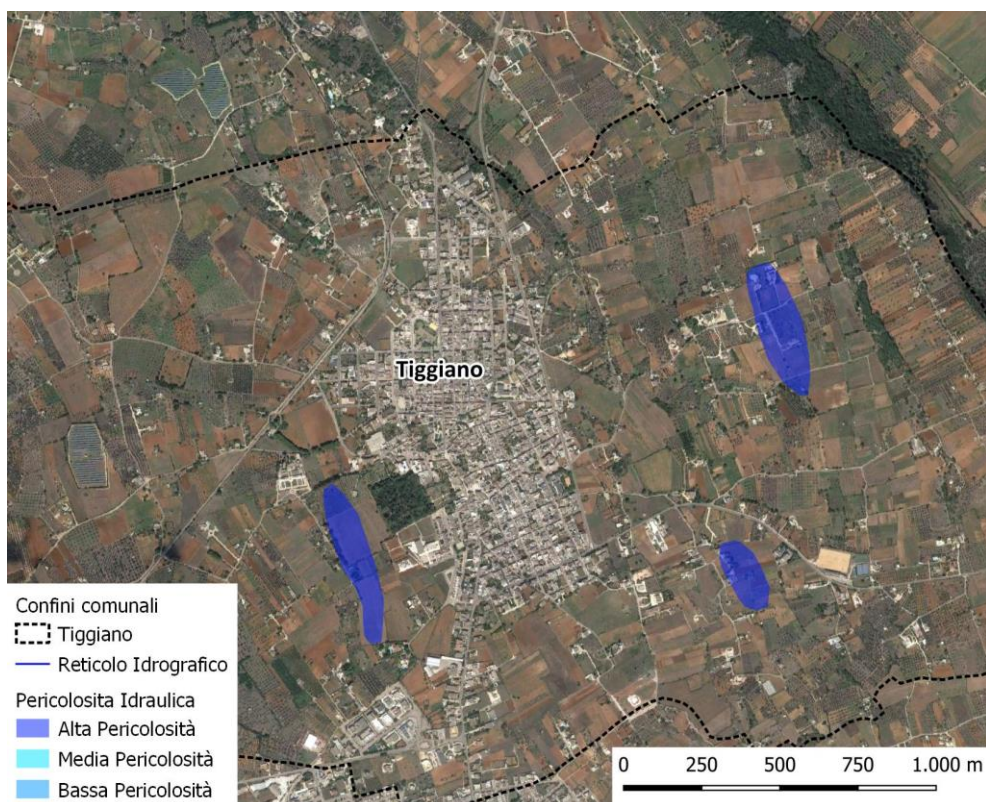 Tiggiano
Confini comunali
Tiggiano
Reticolo Idrografico
Pericolosita Idraulica
Alta Pericolosità
Media Pericolosità
Bassa Pericolosità
0 250 500 750 1.000 m